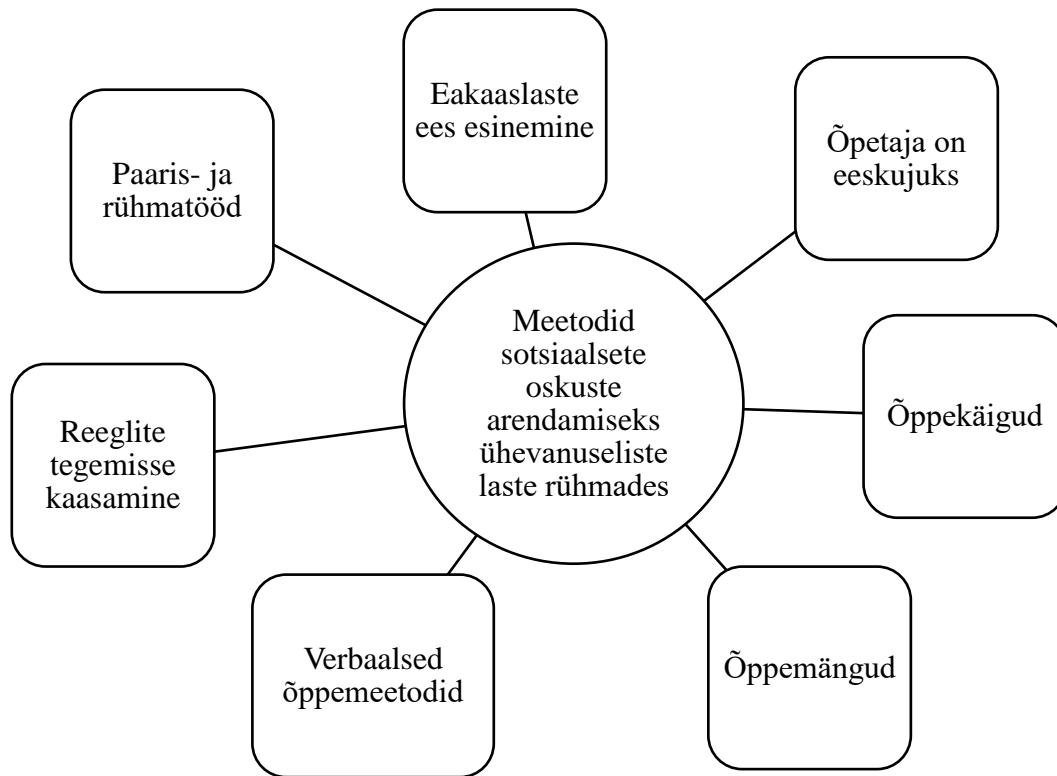 Eakaaslaste
ees esinemine
Õpetaja on
eeskujuks
Paaris- ja
rühmatööd
Meetodid
sotsiaalsete
oskuste
arendamiseks
ühevanuseliste
laste rühmades
Õppekäigud
Reeglite
tegemisse
kaasamine
Õppemängud
Verbaalsed
õppemeetodid